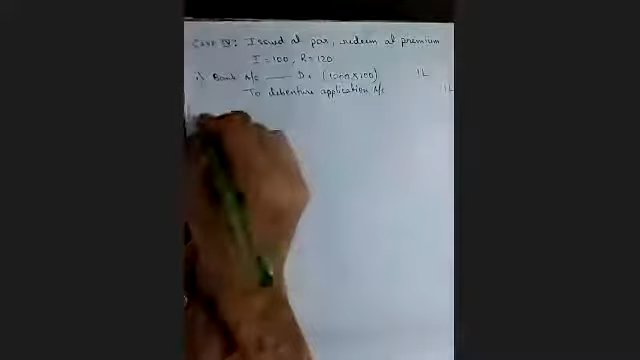 Case IV: Issued at par, redeem at premium
I = 100, R = 120
1) Bank A/c —— Dr (1000 x 100) 1L
To debenture application A/c 1L